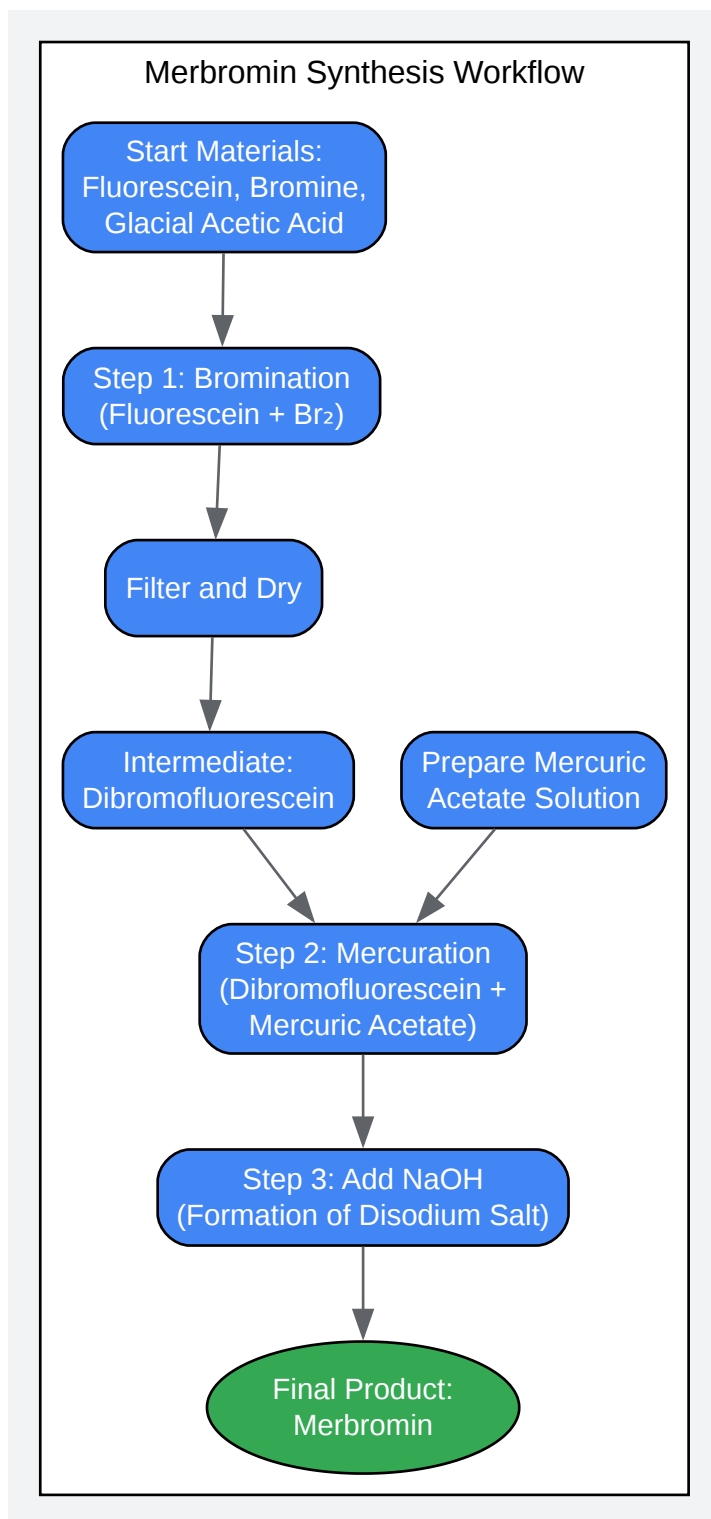 Merbromin Synthesis Workflow
Start Materials:
Fluorescein, Bromine,
Glacial Acetic Acid
Step 1: Bromination
(Fluorescein + Br₂)
Filter and Dry
Intermediate:
Dibromofluorescein
Prepare Mercuric
Acetate Solution
Step 2: Mercuration
(Dibromofluorescein +
Mercuric Acetate)
Step 3: Add NaOH
(Formation of Disodium Salt)
Final Product:
Merbromin